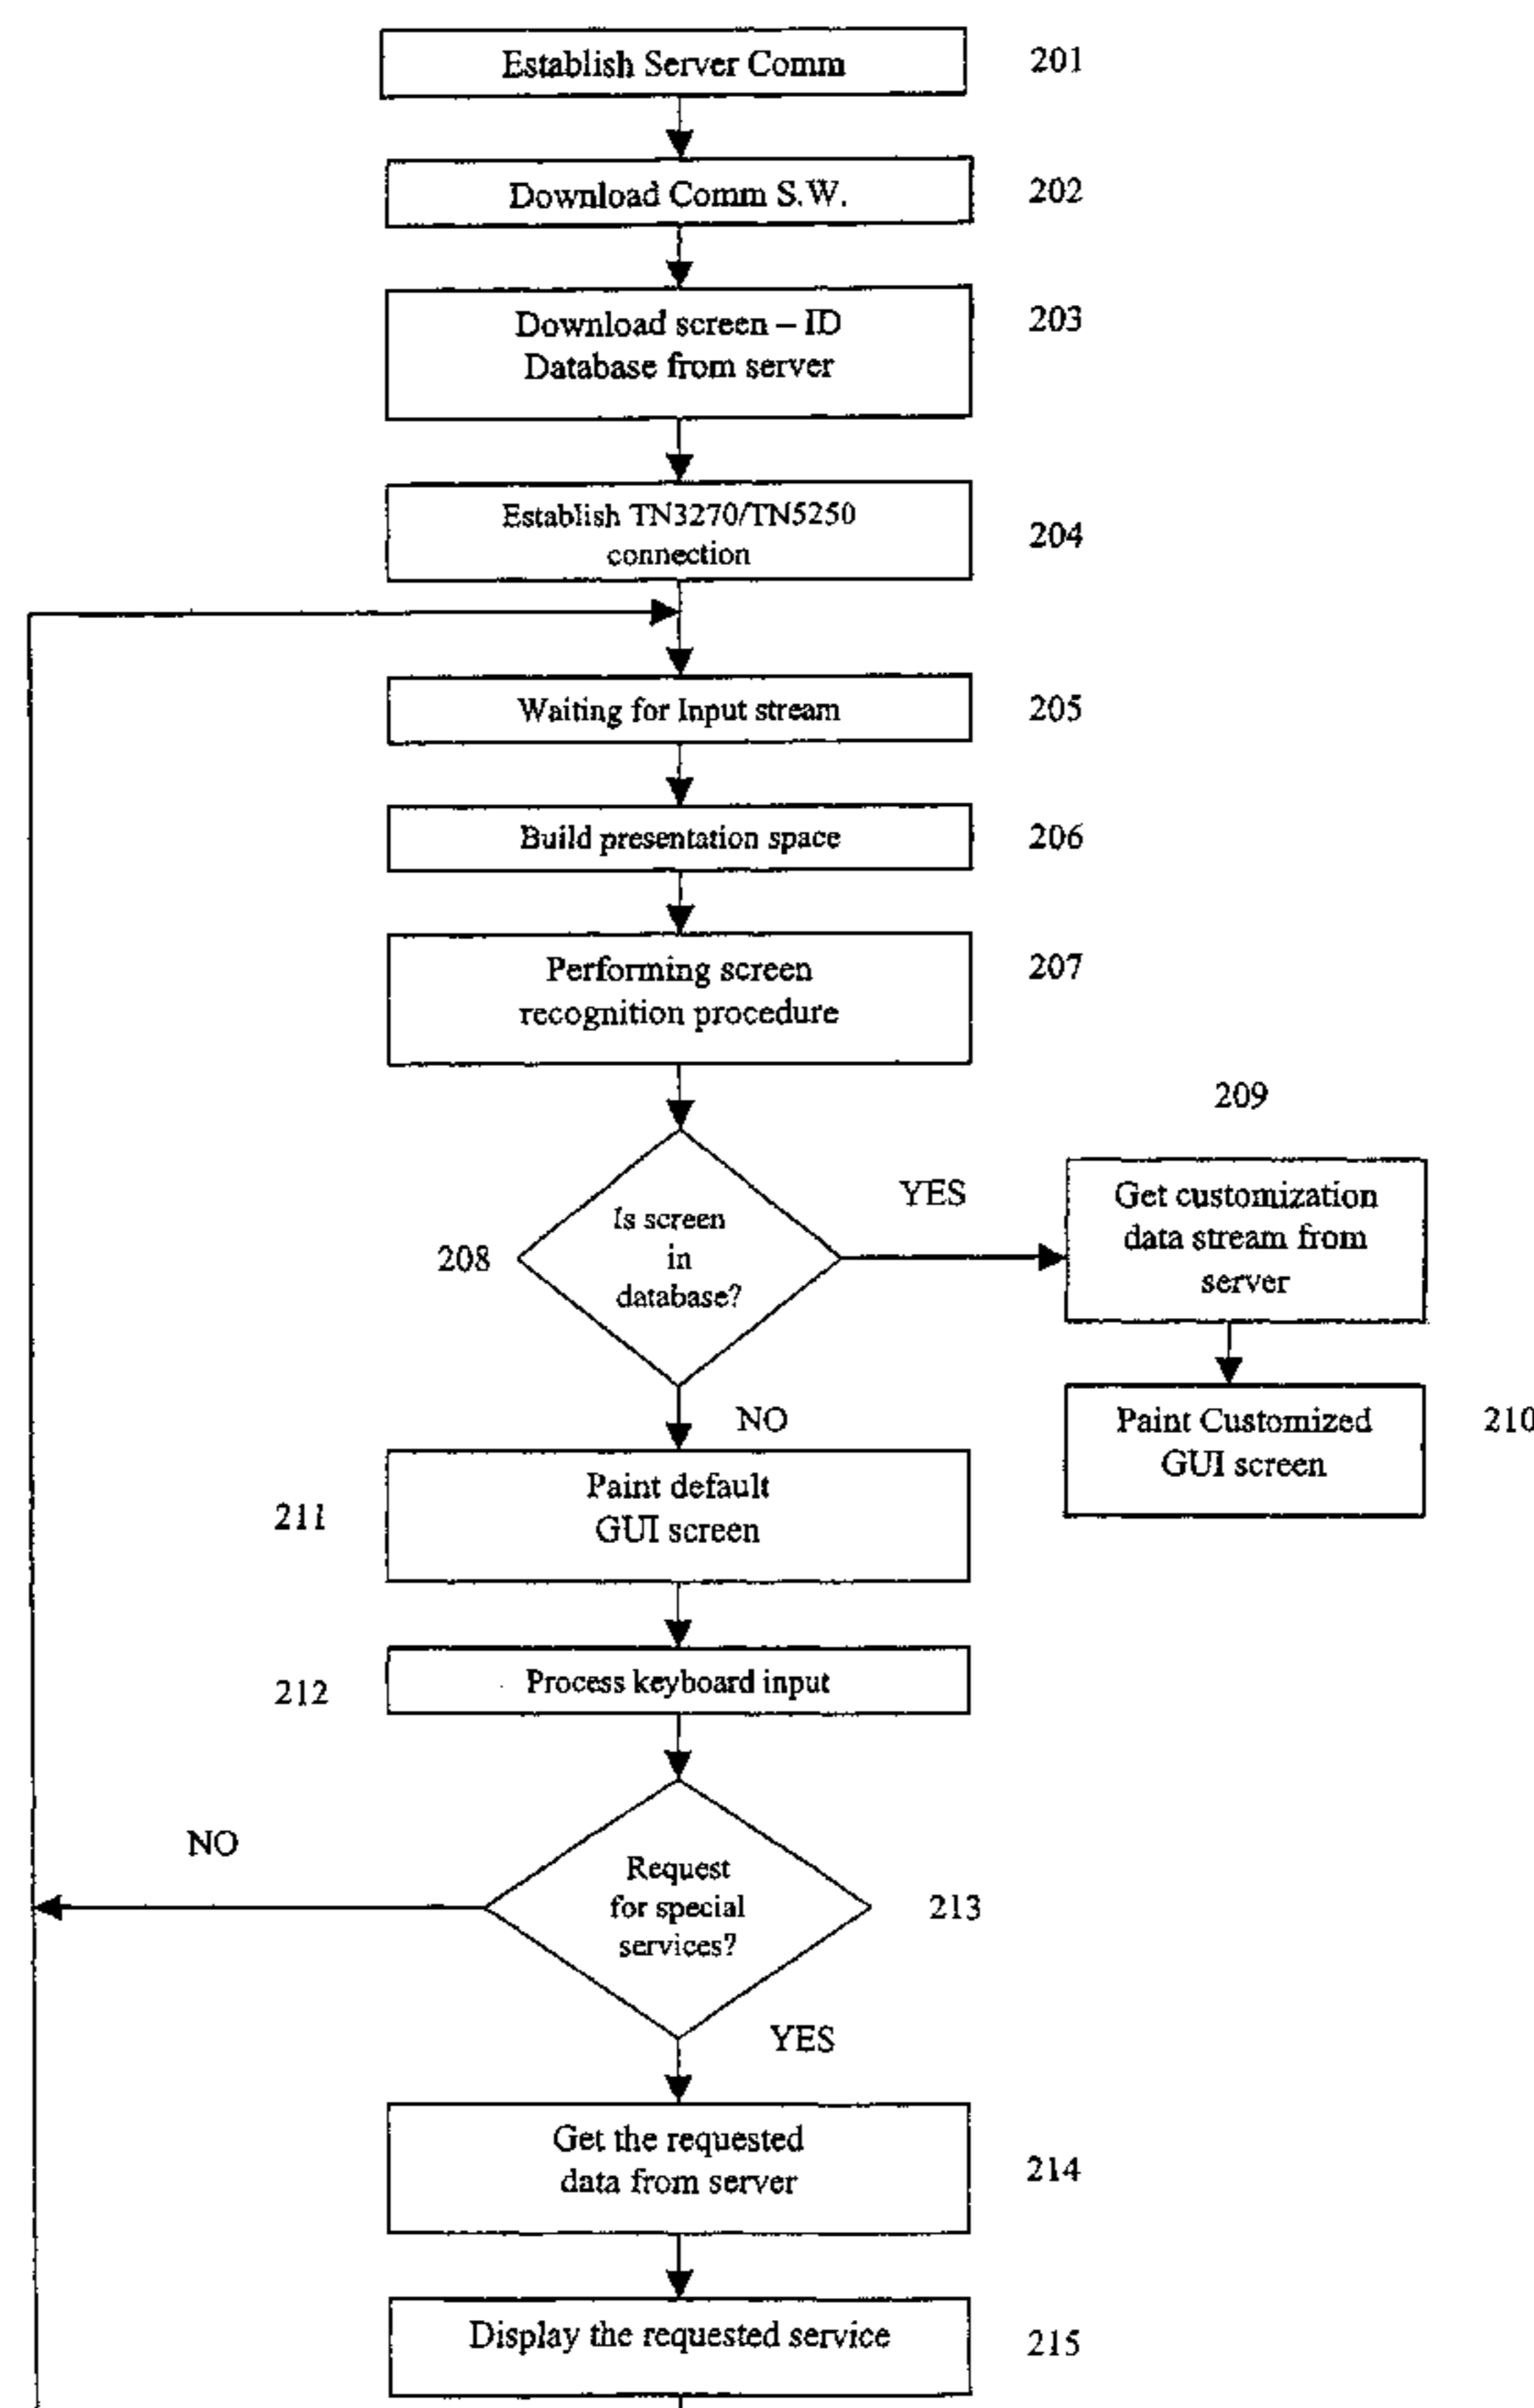 Establish Server Comm
201
Download Comm S.W.
202
Download screen – ID
Database from server
203
Establish TN3270/TN5250
connection
204
Waiting for Input stream
205
Build presentation space
206
Performing screen
recognition procedure
207
208
Is screen
in
database?
YES
209
Get customization
data stream from
server
Paint Customized
GUI screen
210
NO
211
Paint default
GUI screen
212
Process keyboard input
NO
Request
for special
services?
213
YES
Get the requested
data from server
214
Display the requested service
215